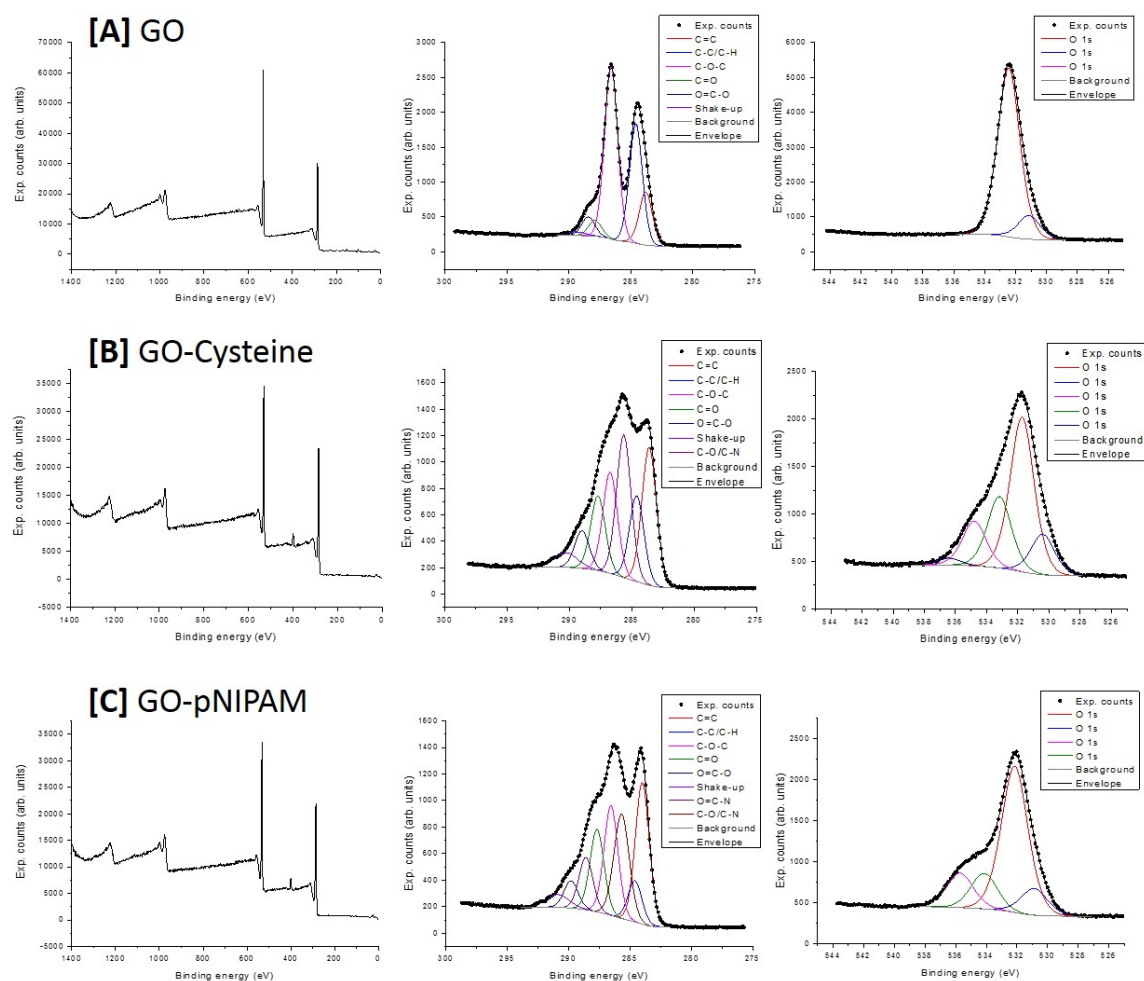 [A] GO
Exp. counts (arb. units)
70000
60000
50000
40000
30000
20000
10000
0
1400 1200 1000 800 600 400 200 0
Binding energy (eV)
Exp. counts (arb. units)
3000
2500
2000
1500
1000
500
0
300 295 290 285 280 275
Binding energy (eV)
Exp. counts
C=C
C-C/C-H
C-O-C
C=O
O=C-O
Shake-up
Background
Envelope
Exp. counts (arb. units)
6000
5000
4000
3000
2000
1000
0
544 542 540 538 536 534 532 530 528 526
Binding energy (eV)
Exp. counts
O 1s
O 1s
O 1s
Background
Envelope
[B] GO-Cysteine
Exp. counts (arb. units)
35000
30000
25000
20000
15000
10000
5000
0
-5000
1400 1200 1000 800 600 400 200 0
Binding energy (eV)
Exp. counts (arb. units)
1600
1400
1200
1000
800
600
400
200
0
300 295 290 285 280 275
Binding energy (eV)
Exp. counts
C=C
C-C/C-H
C-O-C
C=O
O=C-O
Shake-up
C-O/C-N
Background
Envelope
Exp. counts (arb. units)
2500
2000
1500
1000
500
0
544 542 540 538 536 534 532 530 528 526
Binding energy (eV)
Exp. counts
O 1s
O 1s
O 1s
O 1s
O 1s
Background
Envelope
[C] GO-pNIPAM
Exp. counts (arb. units)
35000
30000
25000
20000
15000
10000
5000
0
-5000
1400 1200 1000 800 600 400 200 0
Binding energy (eV)
Exp. counts (arb. units)
1600
1400
1200
1000
800
600
400
200
0
300 295 290 285 280 275
Binding energy (eV)
Exp. counts
C=C
C-C/C-H
C-O-C
C=O
O=C-O
Shake-up
O=C-N
C-O/C-N
Background
Envelope
Exp. counts (arb. units)
2500
2000
1500
1000
500
0
544 542 540 538 536 534 532 530 528 526
Binding energy (eV)
Exp. counts
O 1s
O 1s
O 1s
O 1s
Background
Envelope